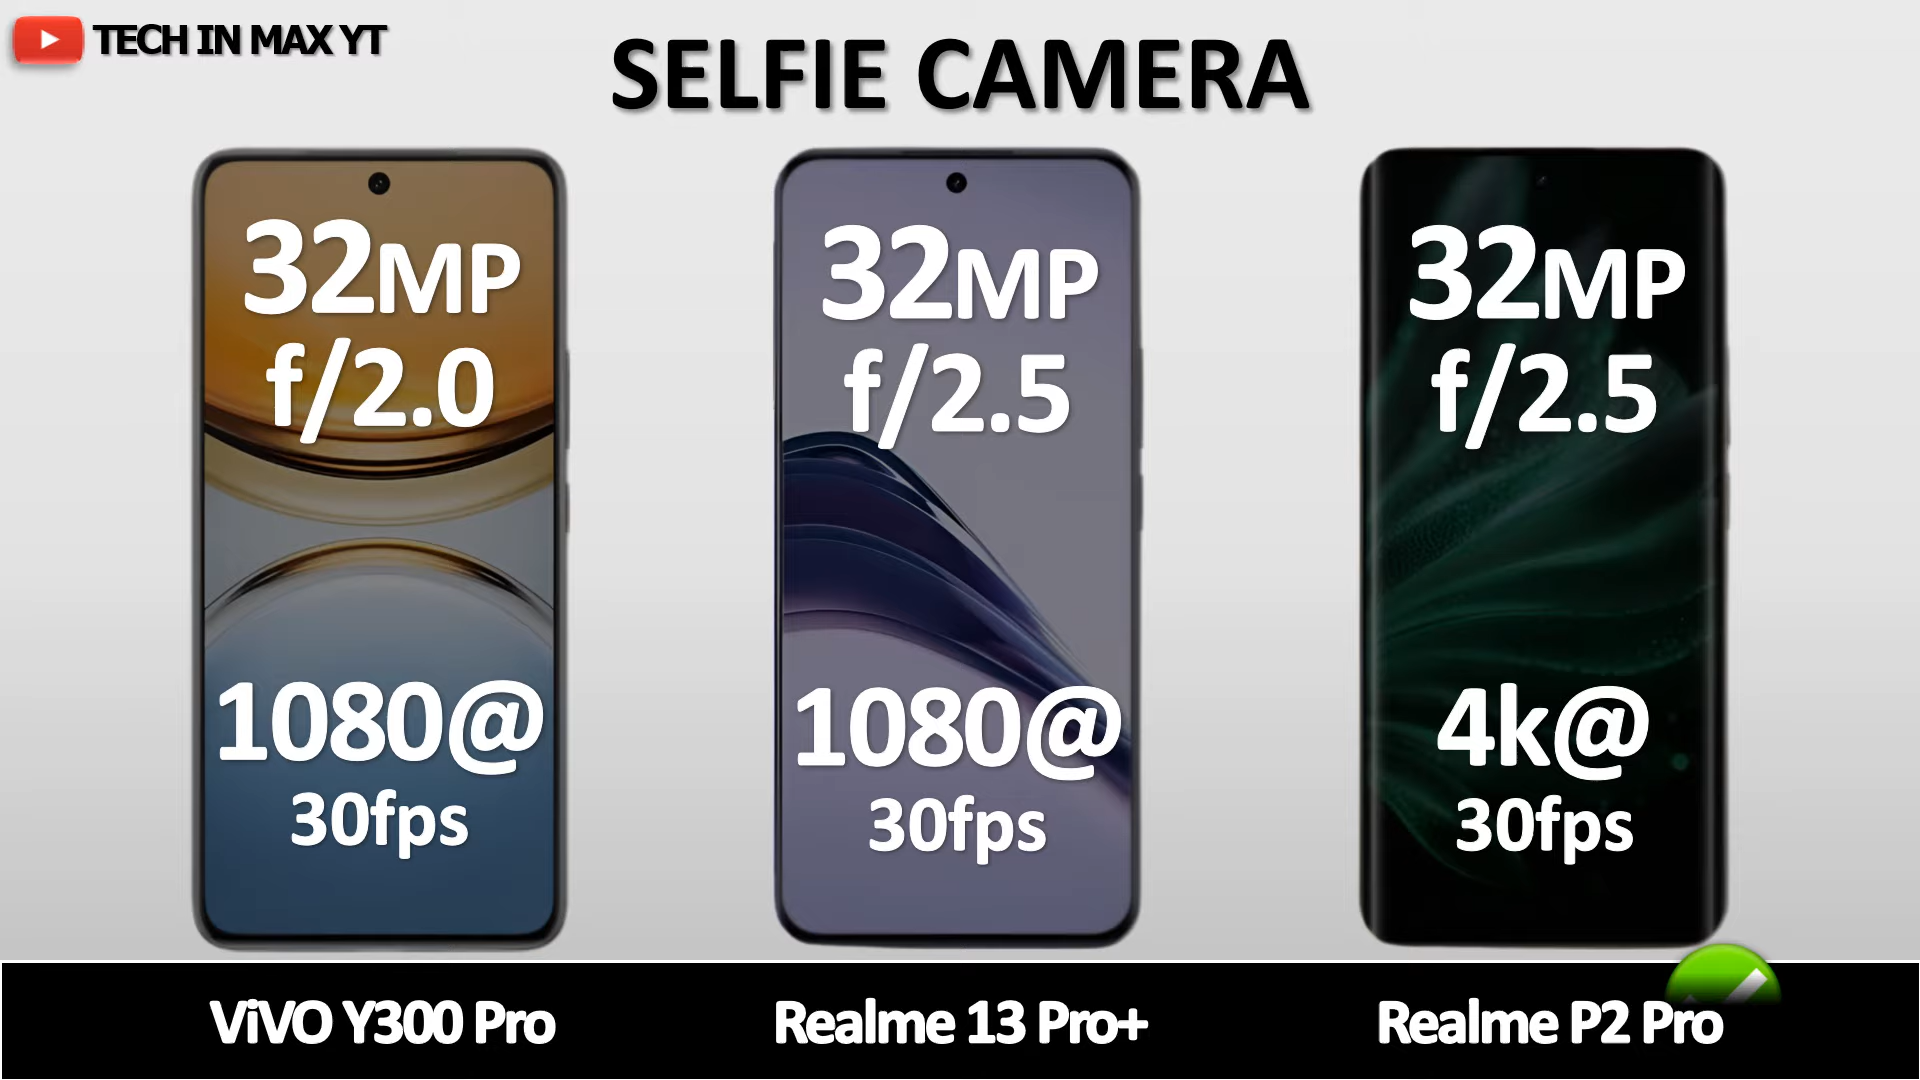 TECH IN MAX YT
SELFIE CAMERA
32MP
f/2.0
1080@
30fps
32MP
f/2.5
1080@
30fps
32MP
f/2.5
4k@
30fps
ViVO Y300 Pro
Realme 13 Pro+
Realme P2 Pro